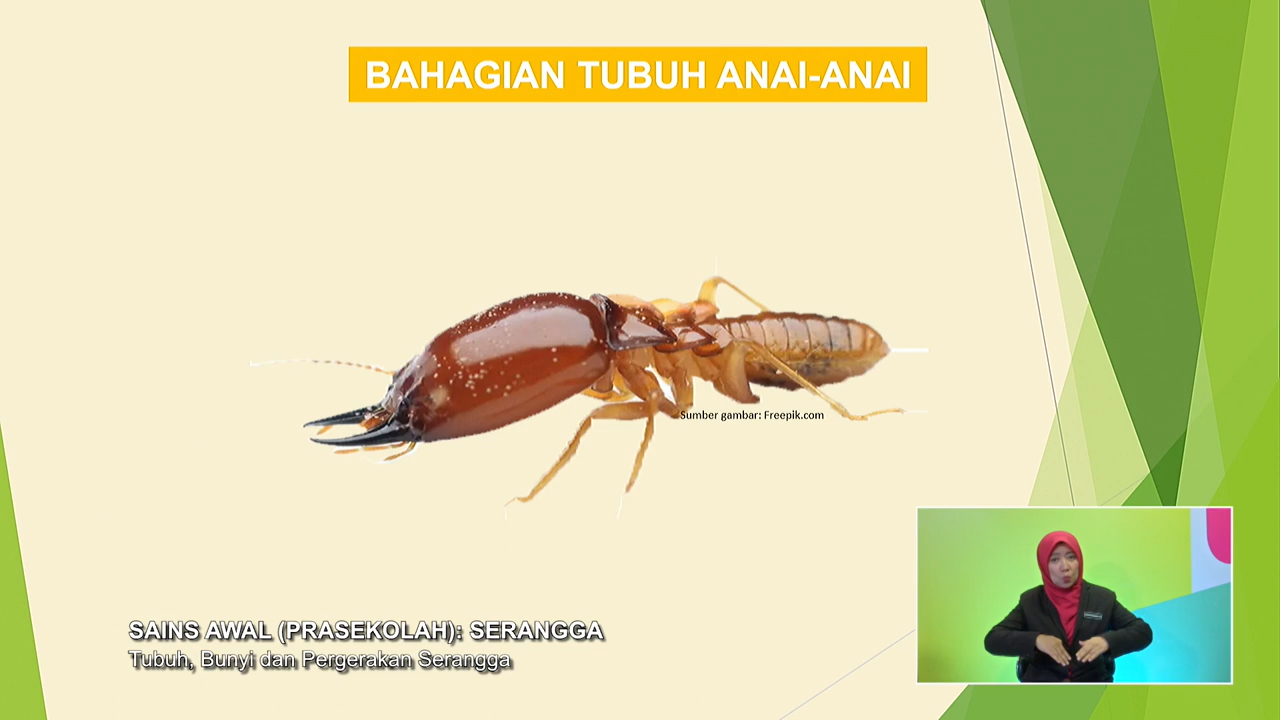 BAHAGIAN TUBUH ANAI-ANAI
Sumber gambar: Freepik.com
SAINS AWAL (PRASEKOLAH): SERANGGA
Tubuh, Bunyi dan Pergerakan Serangga